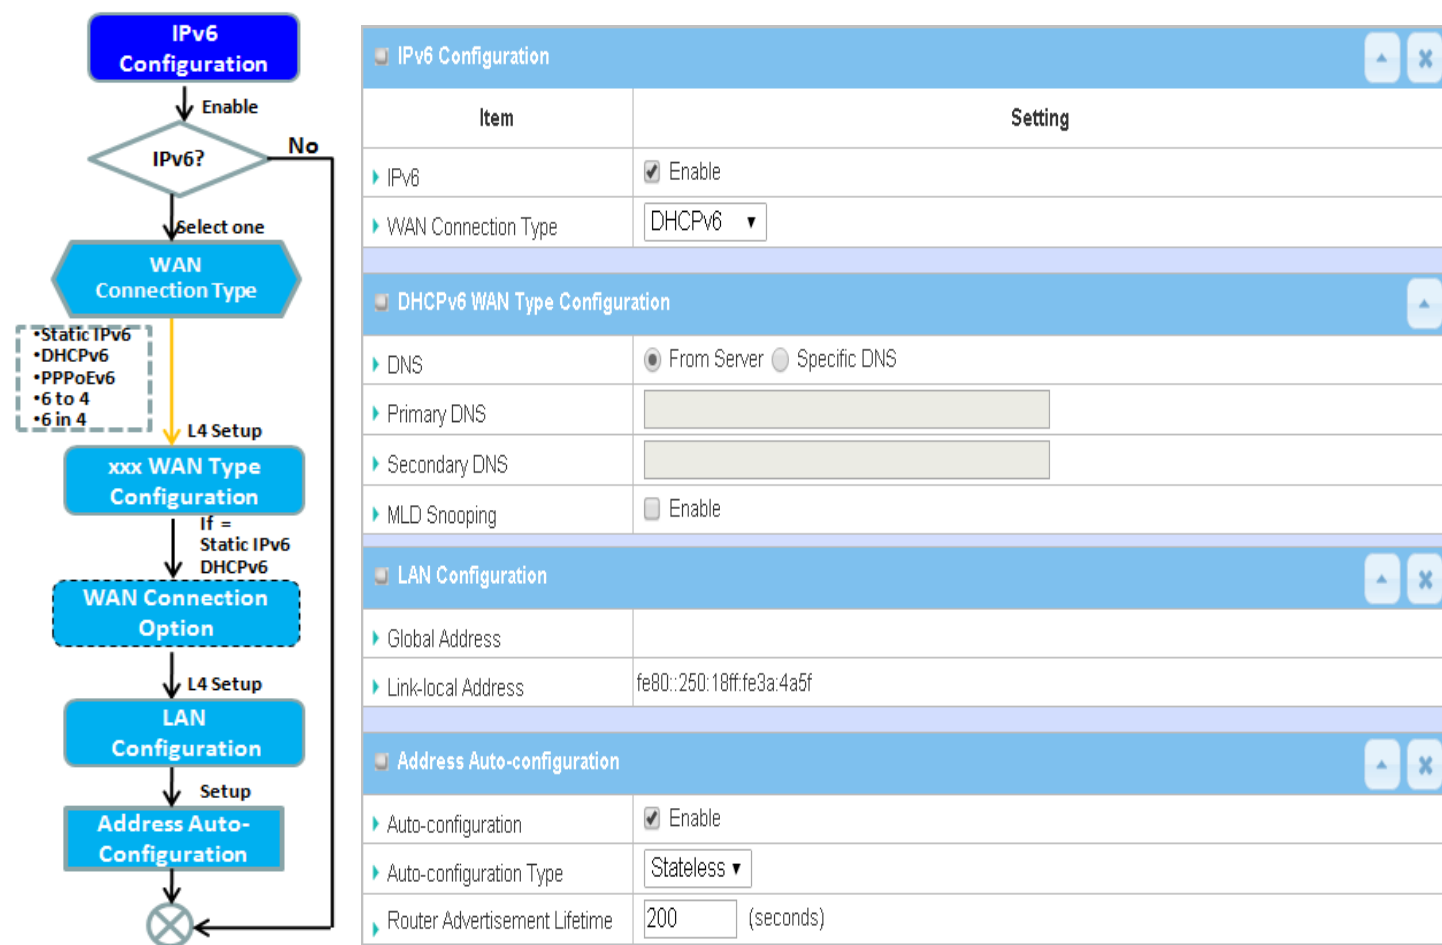 IPv6
Configuration
Enable
IPv6?
No
Select one
WAN
Connection Type
•Static IPv6
•DHCPv6
•PPPoEv6
•6 to 4
•6 in 4
L4 Setup
xxx WAN Type
Configuration
If =
Static IPv6
DHCPv6
WAN Connection
Option
L4 Setup
LAN
Configuration
Setup
Address Auto-
Configuration
IPv6 Configuration
Item Setting
IPv6 Enable
WAN Connection Type DHCPv6
DHCPv6 WAN Type Configuration
DNS From Server Specific DNS
Primary DNS
Secondary DNS
MLD Snooping Enable
LAN Configuration
Global Address
Link-local Address fe80::250:18ff:fe3a:4a5f
Address Auto-configuration
Auto-configuration Enable
Auto-configuration Type Stateless
Router Advertisement Lifetime 200 (seconds)